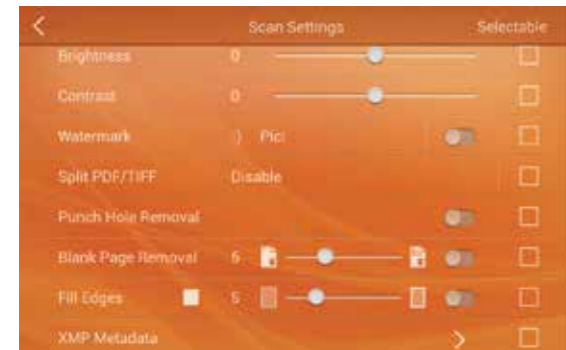 Scan Settings Selectable
Brightness 0
Contrast 0
Watermark :) Pic!
Split PDF/TIFF Disable
Punch Hole Removal
Blank Page Removal 6
Fill Edges 5
XMP Metadata